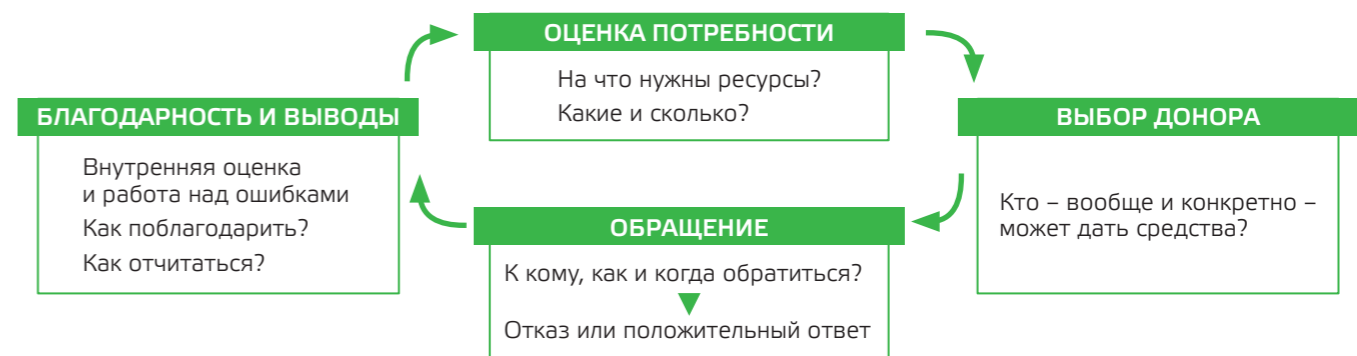 ОЦЕНКА ПОТРЕБНОСТИ
На что нужны ресурсы?
Какие и сколько?
ВЫБОР ДОНОРА
Кто – вообще и конкретно –
может дать средства?
ОБРАЩЕНИЕ
К кому, как и когда обратиться?
Отказ или положительный ответ
БЛАГОДАРНОСТЬ И ВЫВОДЫ
Внутренняя оценка
и работа над ошибками
Как поблагодарить?
Как отчитаться?